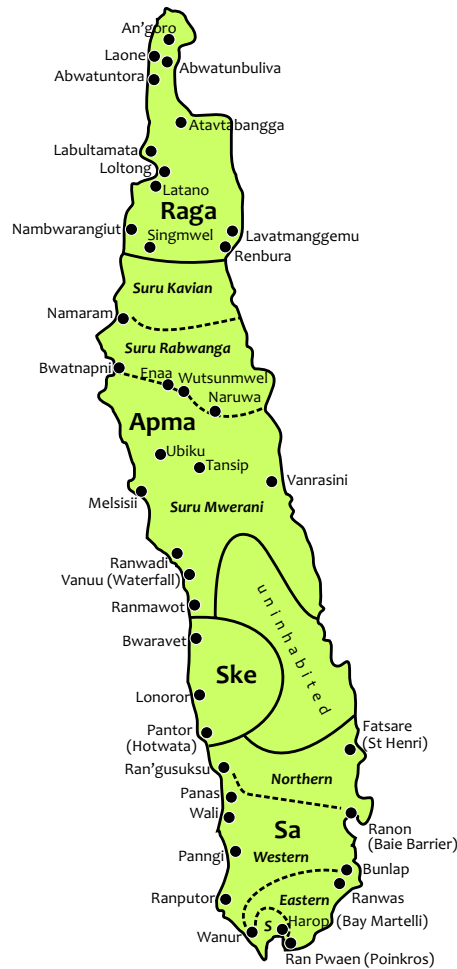 An'goro
Laone
Abwatunbuliva
Abwatuntora
Atavtabangga
Labultamata
Loltong
Latano
Raga
Nambwarangiut
Singmwel
Lavatmanggemu
Renbura
Suru Kavian
Namaram
Suru Rabwanga
Bwatnapni
Enaa
Wutsunmwel
Naruwa
Apma
Ubiku
Tansip
Vanrasini
Melsisii
Suru Mwerani
Ranwadi
Vanuu (Waterfall)
Ranmawot
uninhabited
Bwaravet
Ske
Lonoror
Pantor
(Hotwata)
Fatsare
(St Henri)
Ran'gusuksu
Northern
Panas
Wali
Sa
Ranon
(Baie Barrier)
Panngi
Western
Bunlap
Ranwas
Ranputor
Eastern
S
Harop (Bay Martelli)
Wanur
Ran Pwaen (Poinkros)